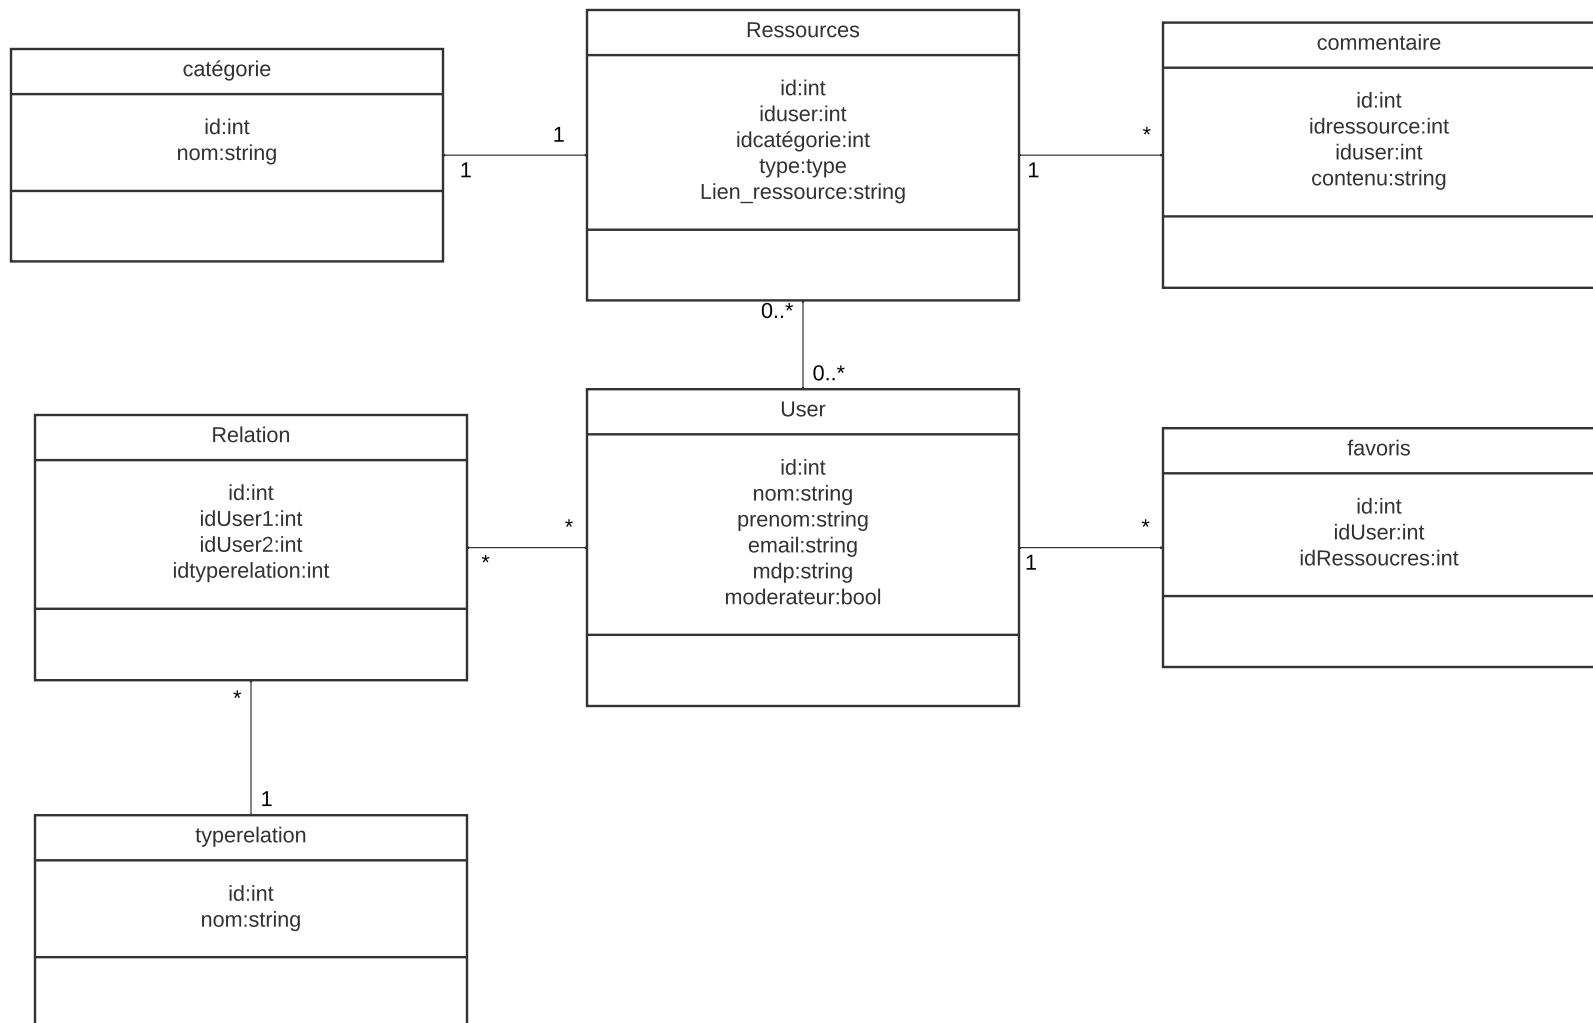 catégorie
id:int
nom:string
1
1
Ressources
id:int
iduser:int
idcatégorie:int
type:type
Lien_ressource:string
1
*
commentaire
id:int
idressource:int
iduser:int
contenu:string
0..*
0..*
Relation
id:int
idUser1:int
idUser2:int
idtyperelation:int
*
*
User
id:int
nom:string
prenom:string
email:string
mdp:string
moderateur:bool
1
*
favoris
id:int
idUser:int
idRessoucres:int
*
1
typerelation
id:int
nom:string